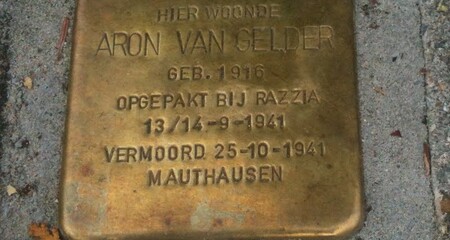 HIER WOONDE
ARON VAN GELDER
GEB. 1916
OPGEPAKT BIJ RAZZIA
13/14-9-1941
VERMOORD 25-10-1941
MAUTHAUSEN